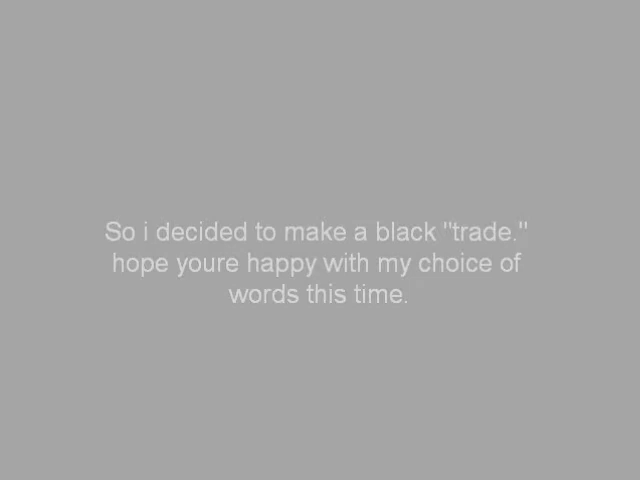 So i decided to make a black "trade."
hope youre happy with my choice of
words this time.